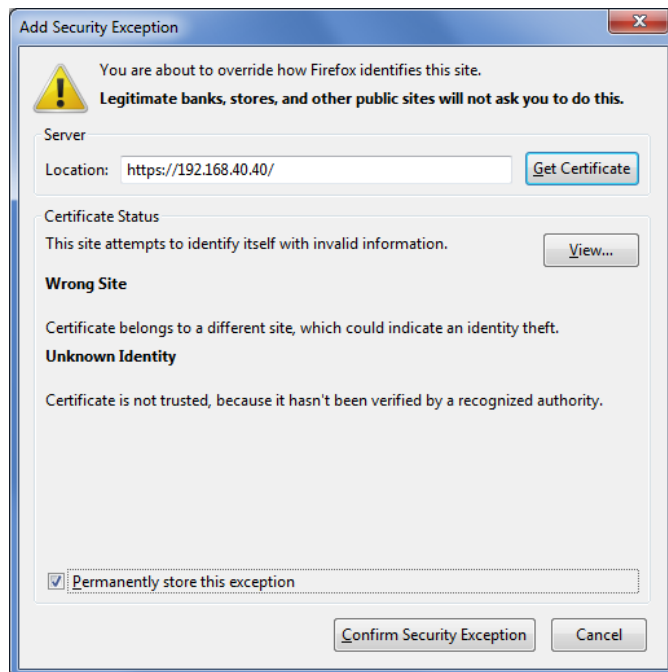 Add Security Exception
You are about to override how Firefox identifies this site.
Legitimate banks, stores, and other public sites will not ask you to do this.
Server
Location: https://192.168.40.40/ Get Certificate
Certificate Status
This site attempts to identify itself with invalid information.
View...
Wrong Site
Certificate belongs to a different site, which could indicate an identity theft.
Unknown Identity
Certificate is not trusted, because it hasn't been verified by a recognized authority.
Permanently store this exception
Confirm Security Exception Cancel